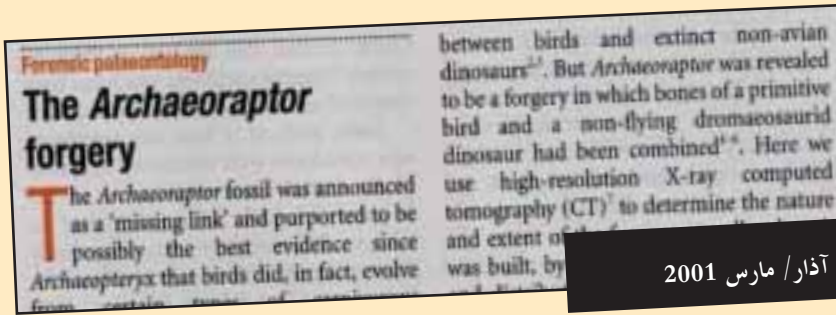 Forensic palaeontology
The Archaeoraptor
forgery
The Archaeoraptor fossil was announced
as a 'missing link' and purported to be
possibly the best evidence since
Archaeopteryx that birds did, in fact, evolve
from certain types of
between birds and extinct non-avian
dinosaurs. But Archaeoraptor was revealed
to be a forgery in which bones of a primitive
bird and a non-flying dromaeosaurid
dinosaur had been combined. Here we
use high-resolution X-ray computed
tomography (CT) to determine the nature
and extent of
was built, by
آذار/ مارس 2001